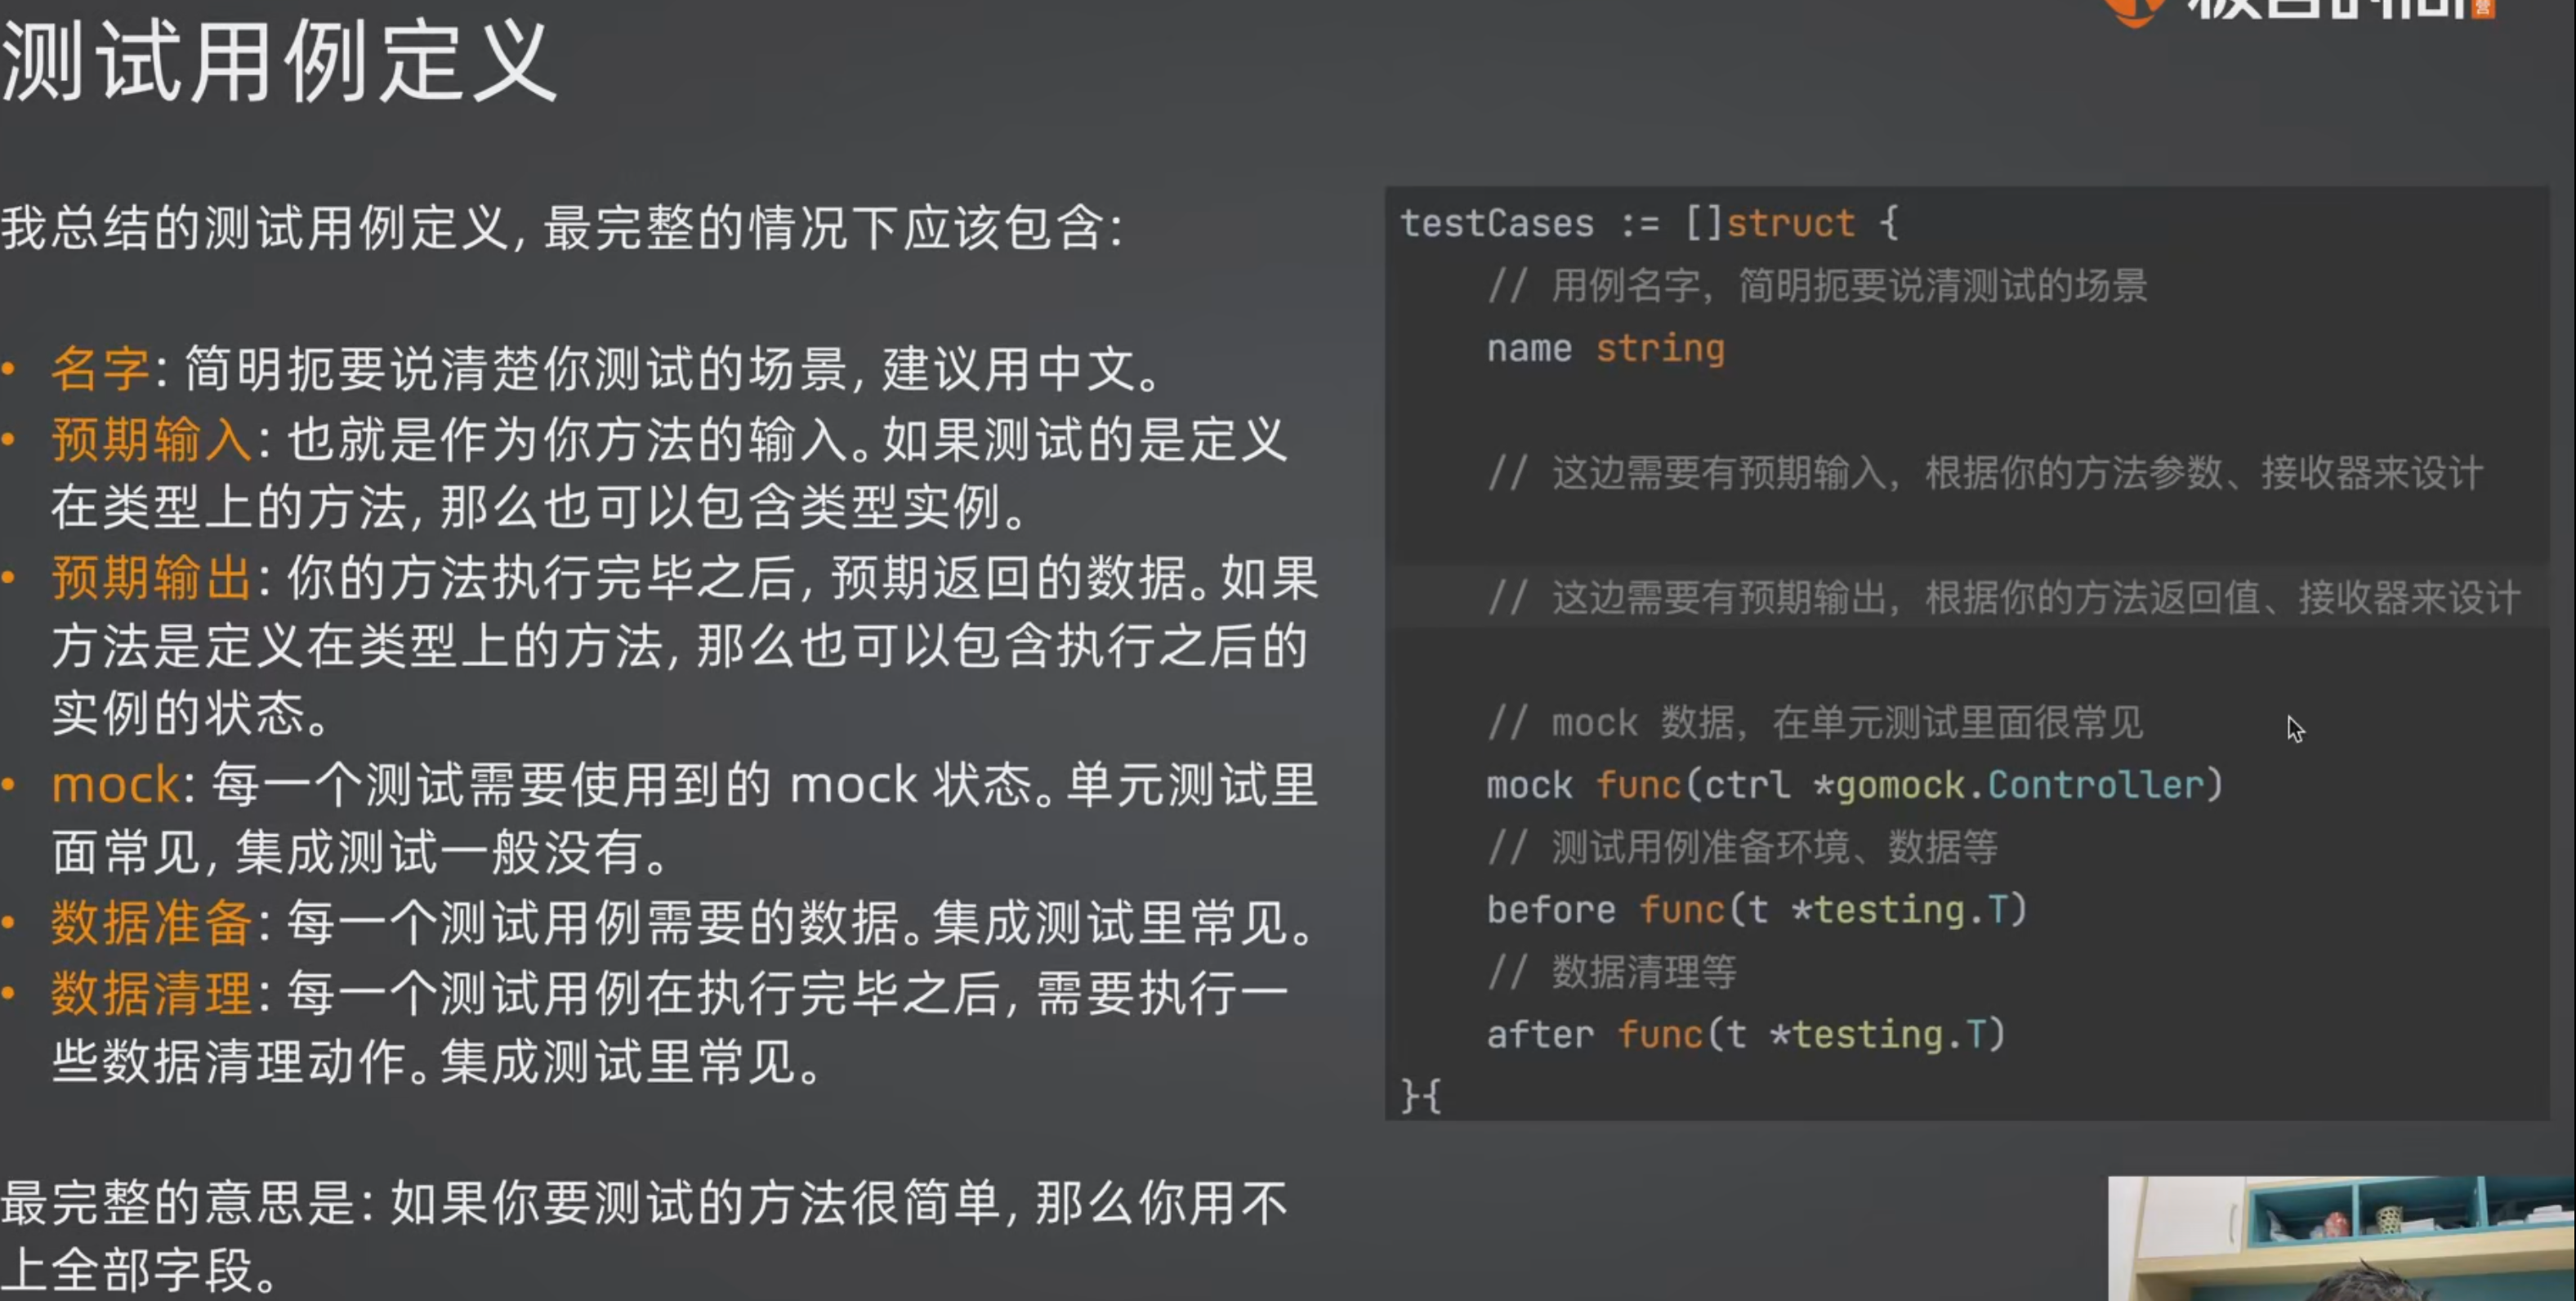 测试用例定义
我总结的测试用例定义, 最完整的情况下应该包含:
• 名字: 简明扼要说清楚你测试的场景, 建议用中文。
• 预期输入: 也就是作为你方法的输入。如果测试的是定义
在类型上的方法, 那么也可以包含类型实例。
• 预期输出: 你的方法执行完毕之后, 预期返回的数据。如果
方法是定义在类型上的方法, 那么也可以包含执行之后的
实例的状态。
• mock: 每一个测试需要使用到的 mock 状态。单元测试里
面常见, 集成测试一般没有。
• 数据准备: 每一个测试用例需要的数据。集成测试里常见。
• 数据清理: 每一个测试用例在执行完毕之后, 需要执行一
些数据清理动作。集成测试里常见。
最完整的意思是: 如果你要测试的方法很简单, 那么你用不
上全部字段。
testCases := []struct {
// 用例名字，简明扼要说清测试的场景
name string
// 这边需要有预期输入，根据你的方法参数、接收器来设计
// 这边需要有预期输出，根据你的方法返回值、接收器来设计
// mock 数据，在单元测试里面很常见
mock func(ctrl *gomock.Controller)
// 测试用例准备环境、数据等
before func(t *testing.T)
// 数据清理等
after func(t *testing.T)
}{